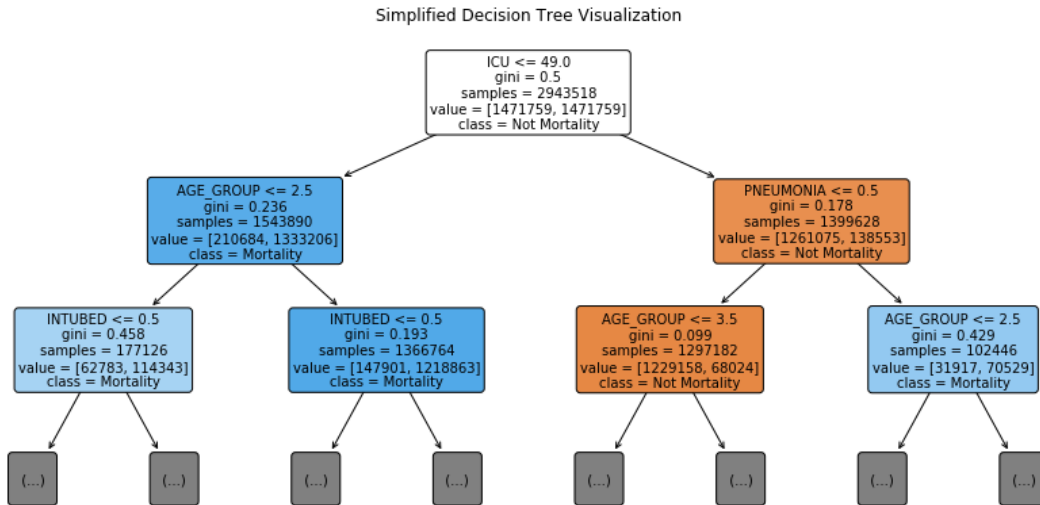 Simplified Decision Tree Visualization
ICU <= 49.0
gini = 0.5
samples = 2943518
value = [1471759, 1471759]
class = Not Mortality
AGE_GROUP <= 2.5
gini = 0.236
samples = 1543890
value = [210684, 1333206]
class = Mortality
PNEUMONIA <= 0.5
gini = 0.178
samples = 1399628
value = [1261075, 138553]
class = Not Mortality
INTUBED <= 0.5
gini = 0.458
samples = 177126
value = [62783, 114343]
class = Mortality
INTUBED <= 0.5
gini = 0.193
samples = 1366764
value = [147901, 1218863]
class = Mortality
AGE_GROUP <= 3.5
gini = 0.099
samples = 1297182
value = [1229158, 68024]
class = Not Mortality
AGE_GROUP <= 2.5
gini = 0.429
samples = 102446
value = [31917, 70529]
class = Mortality
(...)
(...)
(...)
(...)
(...)
(...)
(...)
(...)